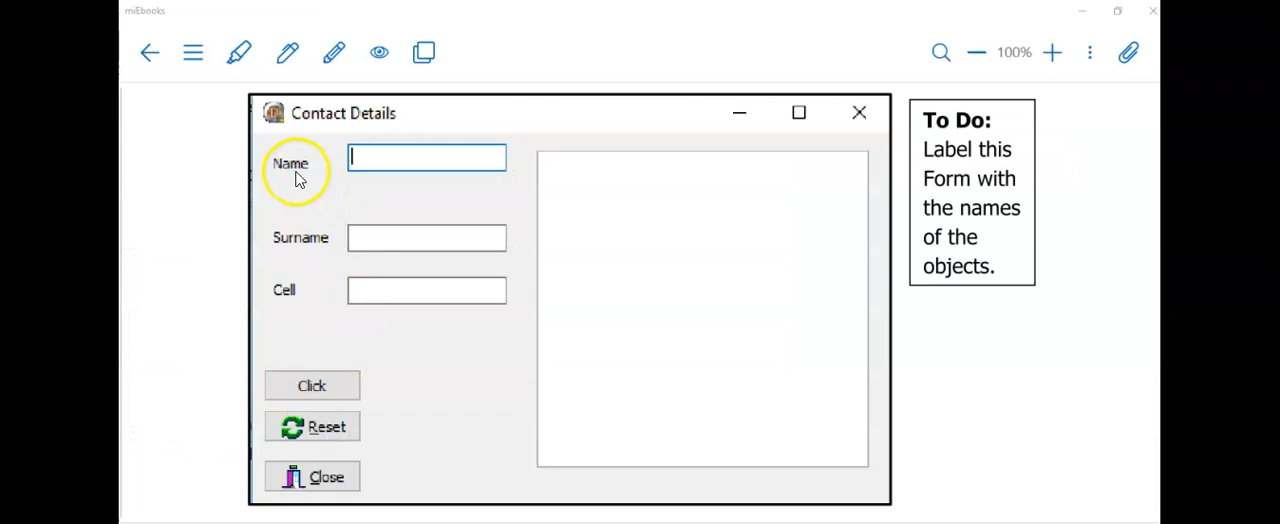 miEbooks
100%
Contact Details
Name
Surname
Cell
Click
Reset
Close
To Do:
Label this
Form with
the names
of the
objects.